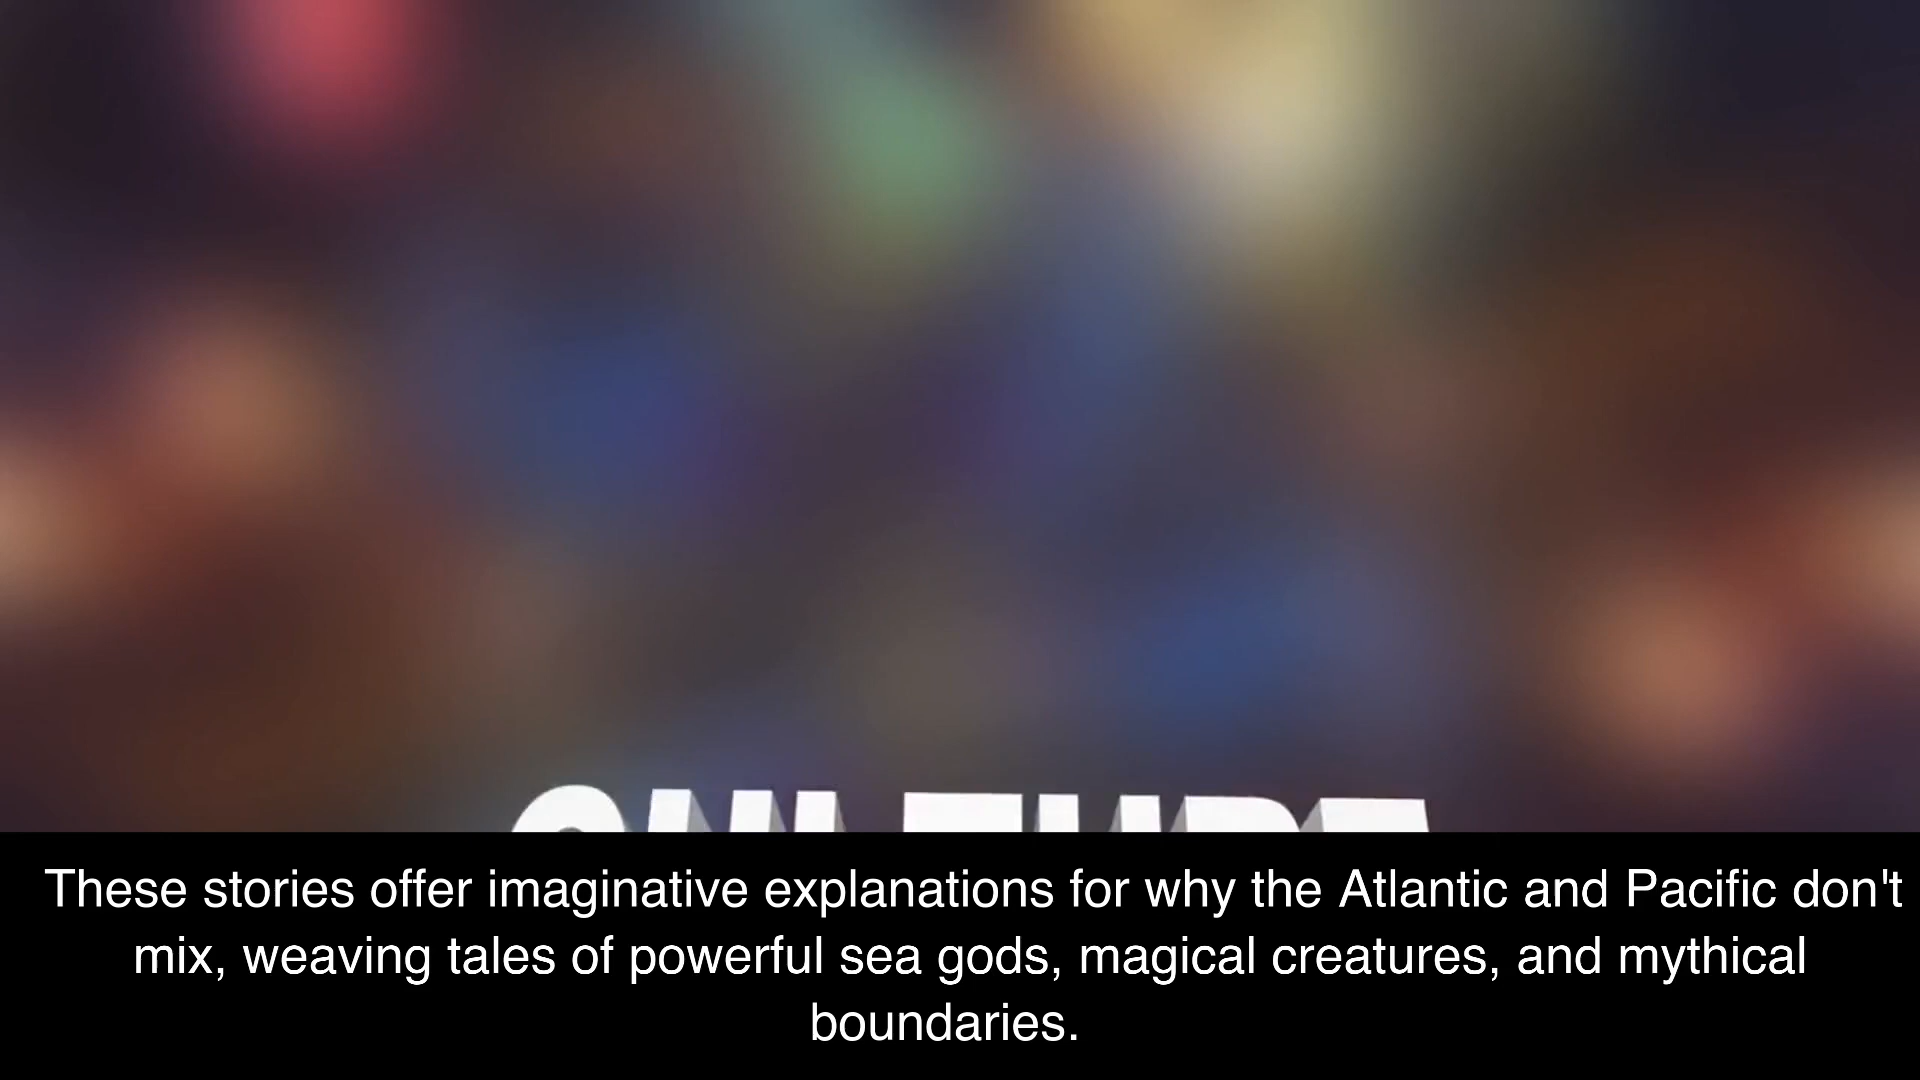 CULTURE
These stories offer imaginative explanations for why the Atlantic and Pacific don't
mix, weaving tales of powerful sea gods, magical creatures, and mythical
boundaries.